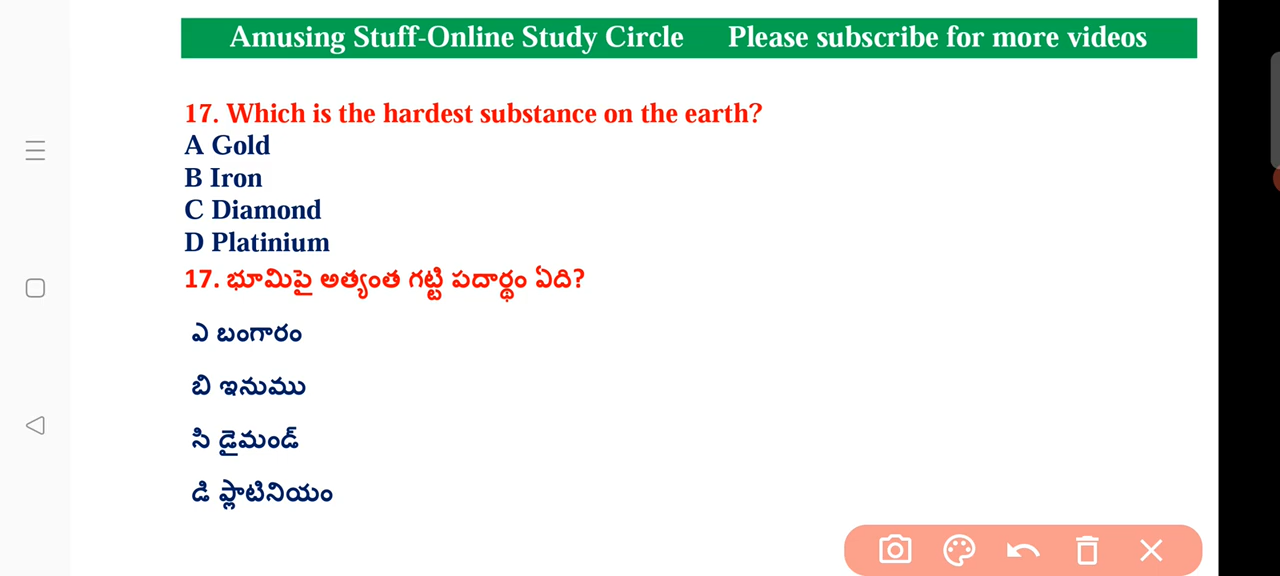 Amusing Stuff-Online Study Circle Please subscribe for more videos
17. Which is the hardest substance on the earth?
A Gold
B Iron
C Diamond
D Platinium
17. భూమిపై అత్యంత గట్టి పదార్థం ఏది?
ఎ బంగారం
బి ఇనుము
సి డైమండ్
డి ప్లాటినియం